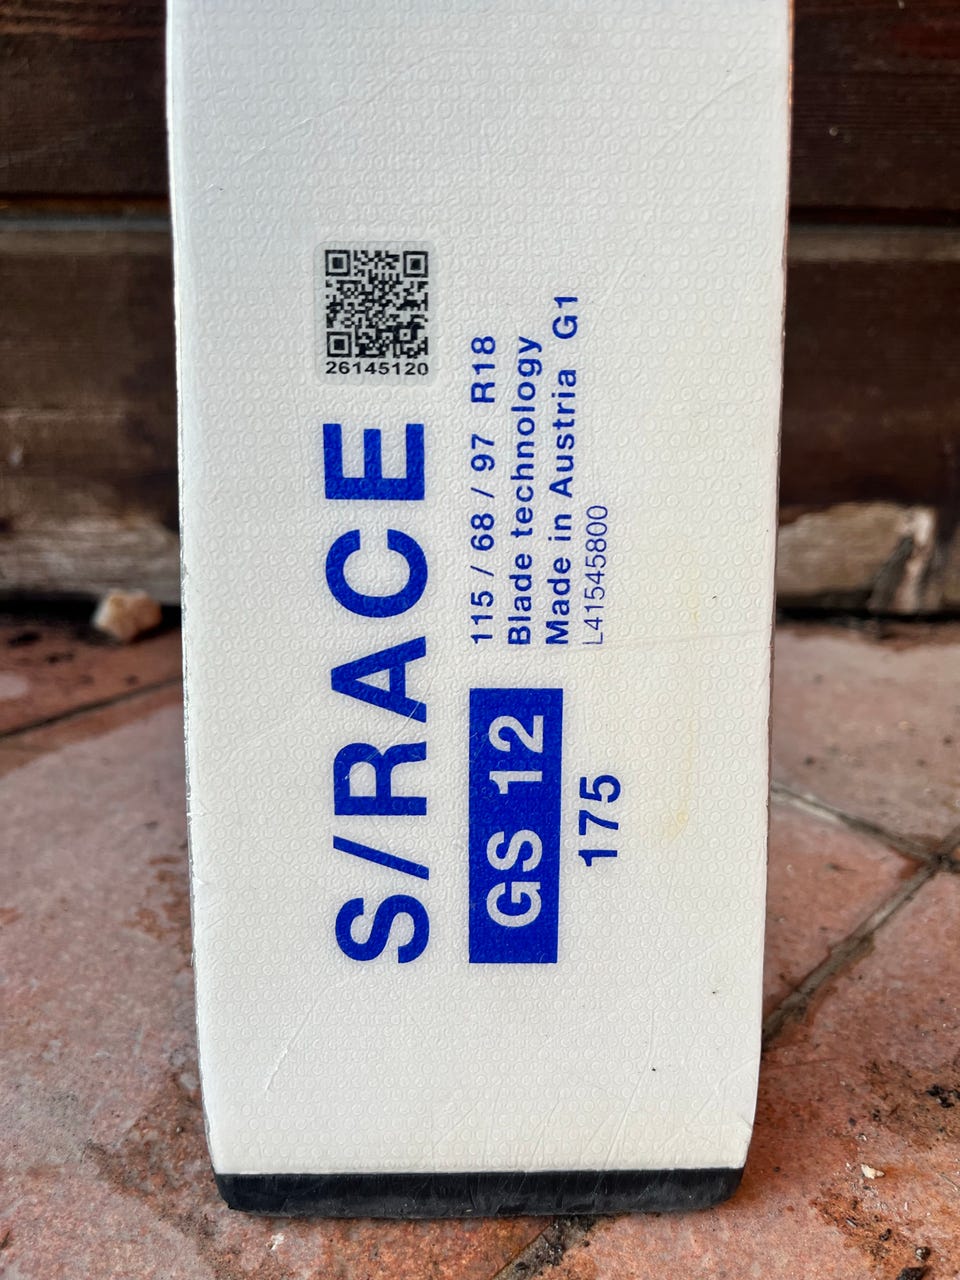 26145120
S/RACE
GS 12
175
115 / 68 / 97 R18
Blade technology
Made in Austria G1
L41545800